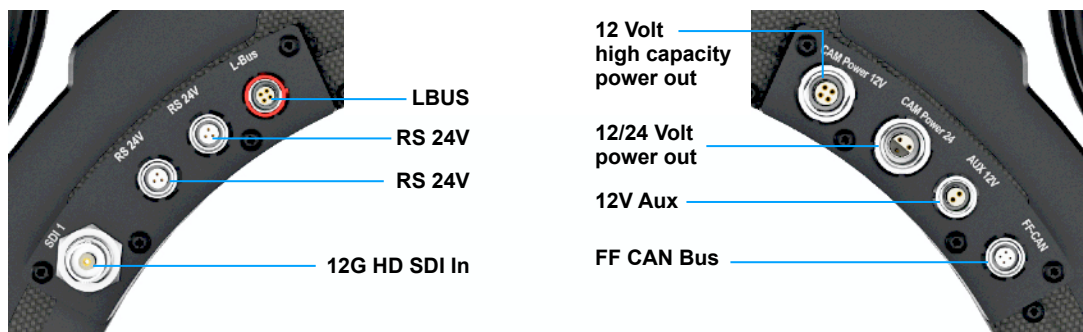 L-Bus
RS 24V
RS 24V
SDI 1
LBUS
RS 24V
RS 24V
12G HD SDI In
12 Volt
high capacity
power out
12/24 Volt
power out
12V Aux
FF CAN Bus
CAM Power 12V
CAM Power 24
AUX 12V
FF-CAN